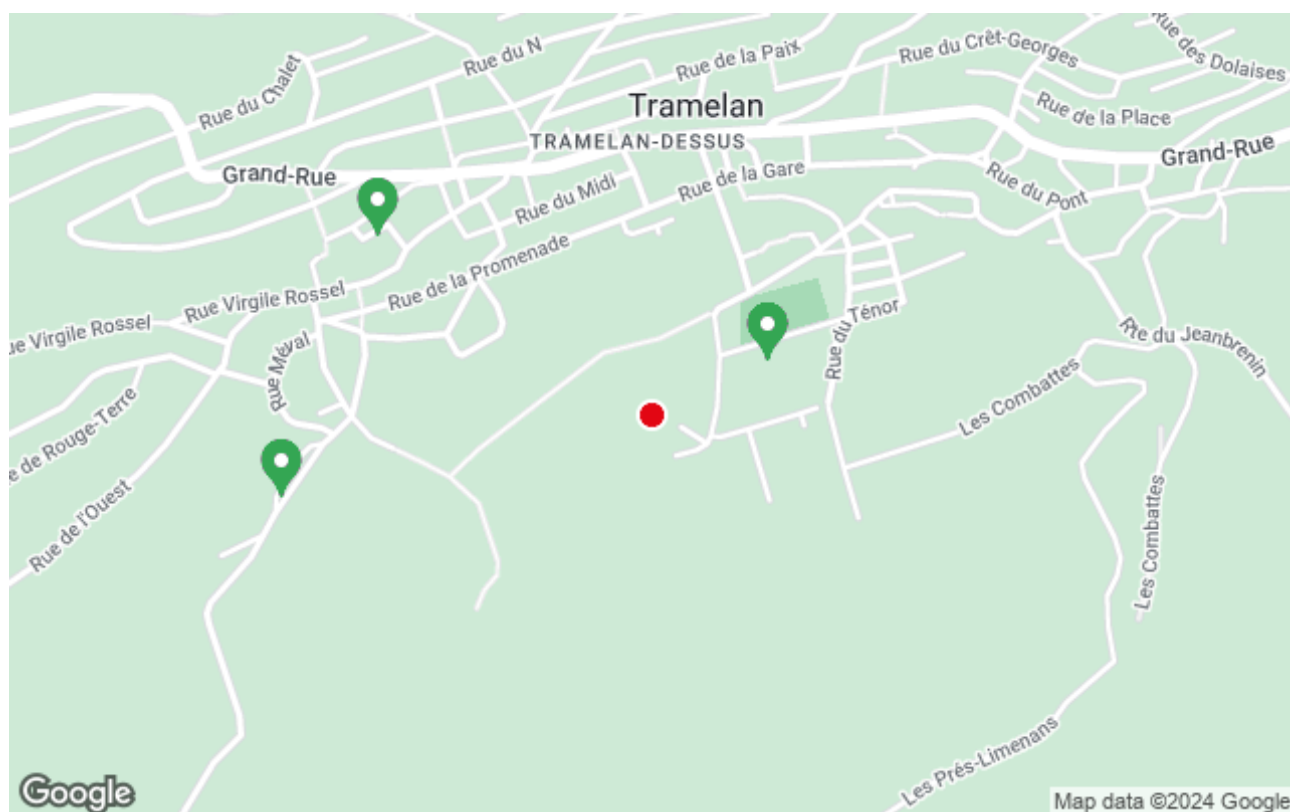 Rue du N
Rue de la Paix
Rue du Crêt-Georges
Rue des Dolaises
Rue du Chalet
Tramelan
Rue de la Place
TRAMELAN-DESSUS
Grand-Rue
Grand-Rue
Rue de la Gare
Rue du Midi
Rue du Pont
Rue de la Promenade
Rue Virgile Rossel
ue Virgile Rossel
Rue du Ténor
Rte du Jeanbrenin
Rue Méval
Les Combattes
e de Rouge-Terre
Rue de l'Ouest
Les Combattes
Les Prés-Limenans
Google
Map data ©2024 Google